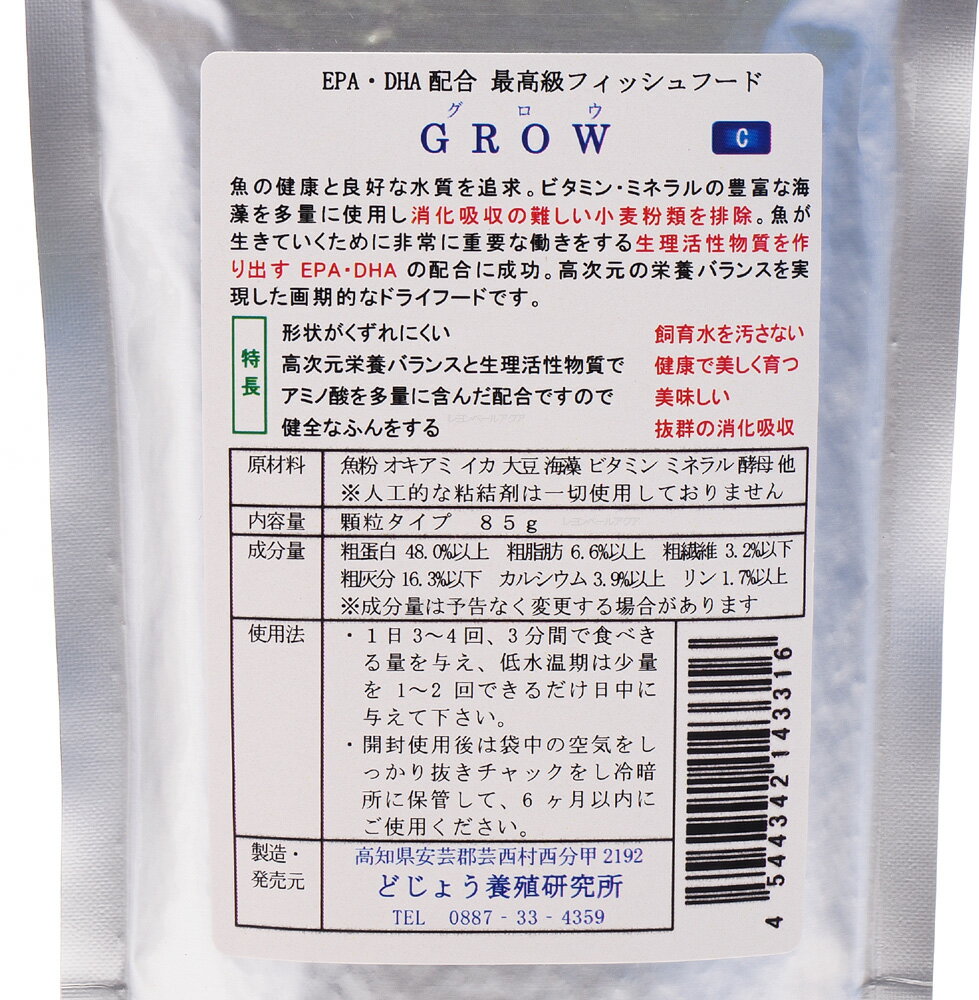 EPA・DHA 配合 最高級フィッシュフード
グロウ
GROW
C
魚の健康と良好な水質を追求。ビタミン・ミネラルの豊富な海
藻を多量に使用し消化吸収の難しい小麦粉類を排除。魚が
生きていくために非常に重要な働きをする生理活性物質を作
り出す EPA・DHA の配合に成功。高次元の栄養バランスを実
現した画期的なドライフードです。
特長
形状がくずれにくい 飼育水を汚さない
高次元栄養バランスと生理活性物質で 健康で美しく育つ
アミノ酸を多量に含んだ配合ですので 美味しい
健全なふんをする 抜群の消化吸収
レヨンベールアクア
原材料 魚粉 オキアミ イカ 大豆 海藻 ビタミン ミネラル 酵母 他
※人工的な粘結剤は一切使用しておりません
内容量 顆粒タイプ 85g
レヨンベールアクア
成分量 粗蛋白 48.0%以上 粗脂肪 6.6%以上 粗繊維 3.2%以下
粗灰分 16.3%以下 カルシウム 3.9%以上 リン 1.7%以上
※成分量は予告なく変更する場合があります
使用法 ・1日3～4回、3分間で食べき
る量を与え、低水温期は少量
を 1～2 回できるだけ日中に
与えて下さい。
・開封使用後は袋中の空気をし
っかり抜きチャックをし冷暗
所に保管して、6 ヶ月以内に
ご使用ください。
4544342143316
製造・
発売元
高知県安芸郡芸西村西分甲 2192
どじょう養殖研究所
TEL 0887 - 33 - 4359